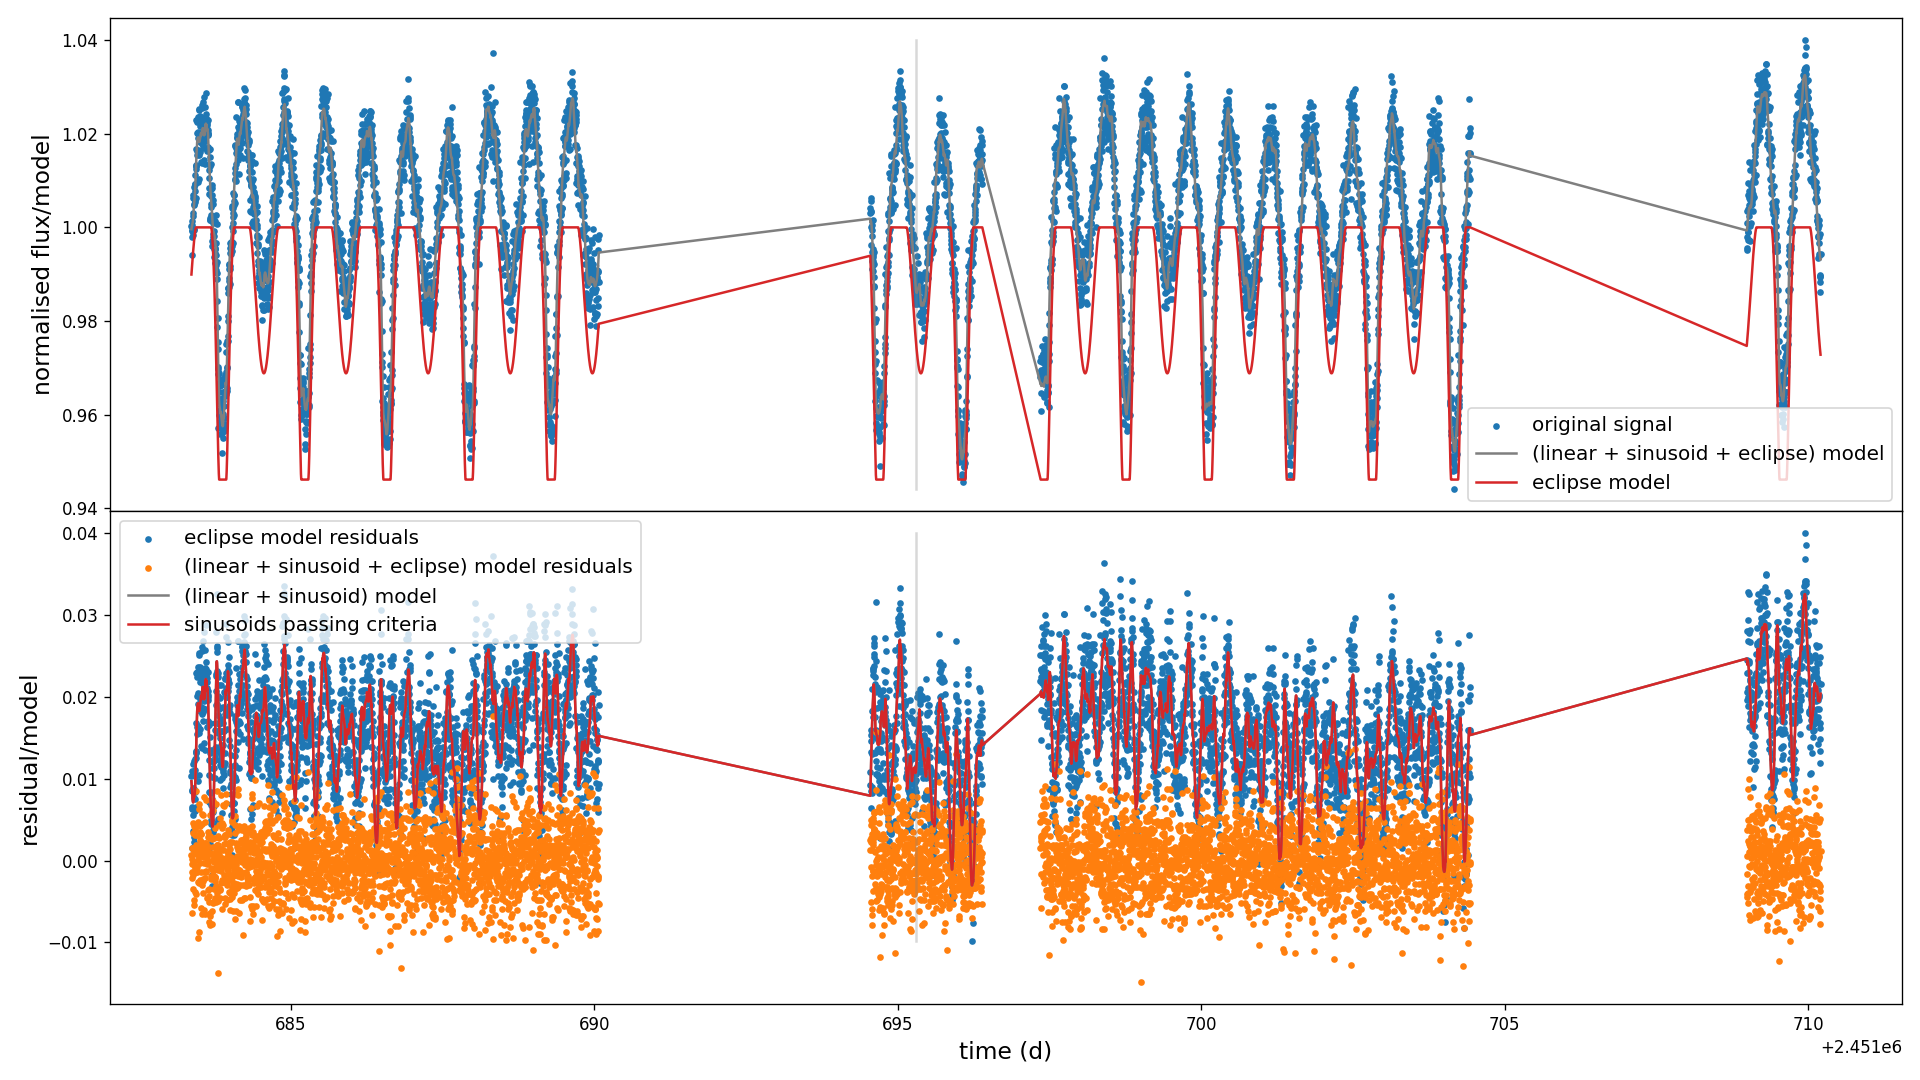 1.04
1.02
1.00
0.98
0.96
0.94
normalised flux/model
original signal
(linear + sinusoid + eclipse) model
eclipse model
0.04
0.03
0.02
0.01
0.00
−0.01
residual/model
eclipse model residuals
(linear + sinusoid + eclipse) model residuals
(linear + sinusoid) model
sinusoids passing criteria
685 690 695 700 705 710
time (d)
+2.451e6